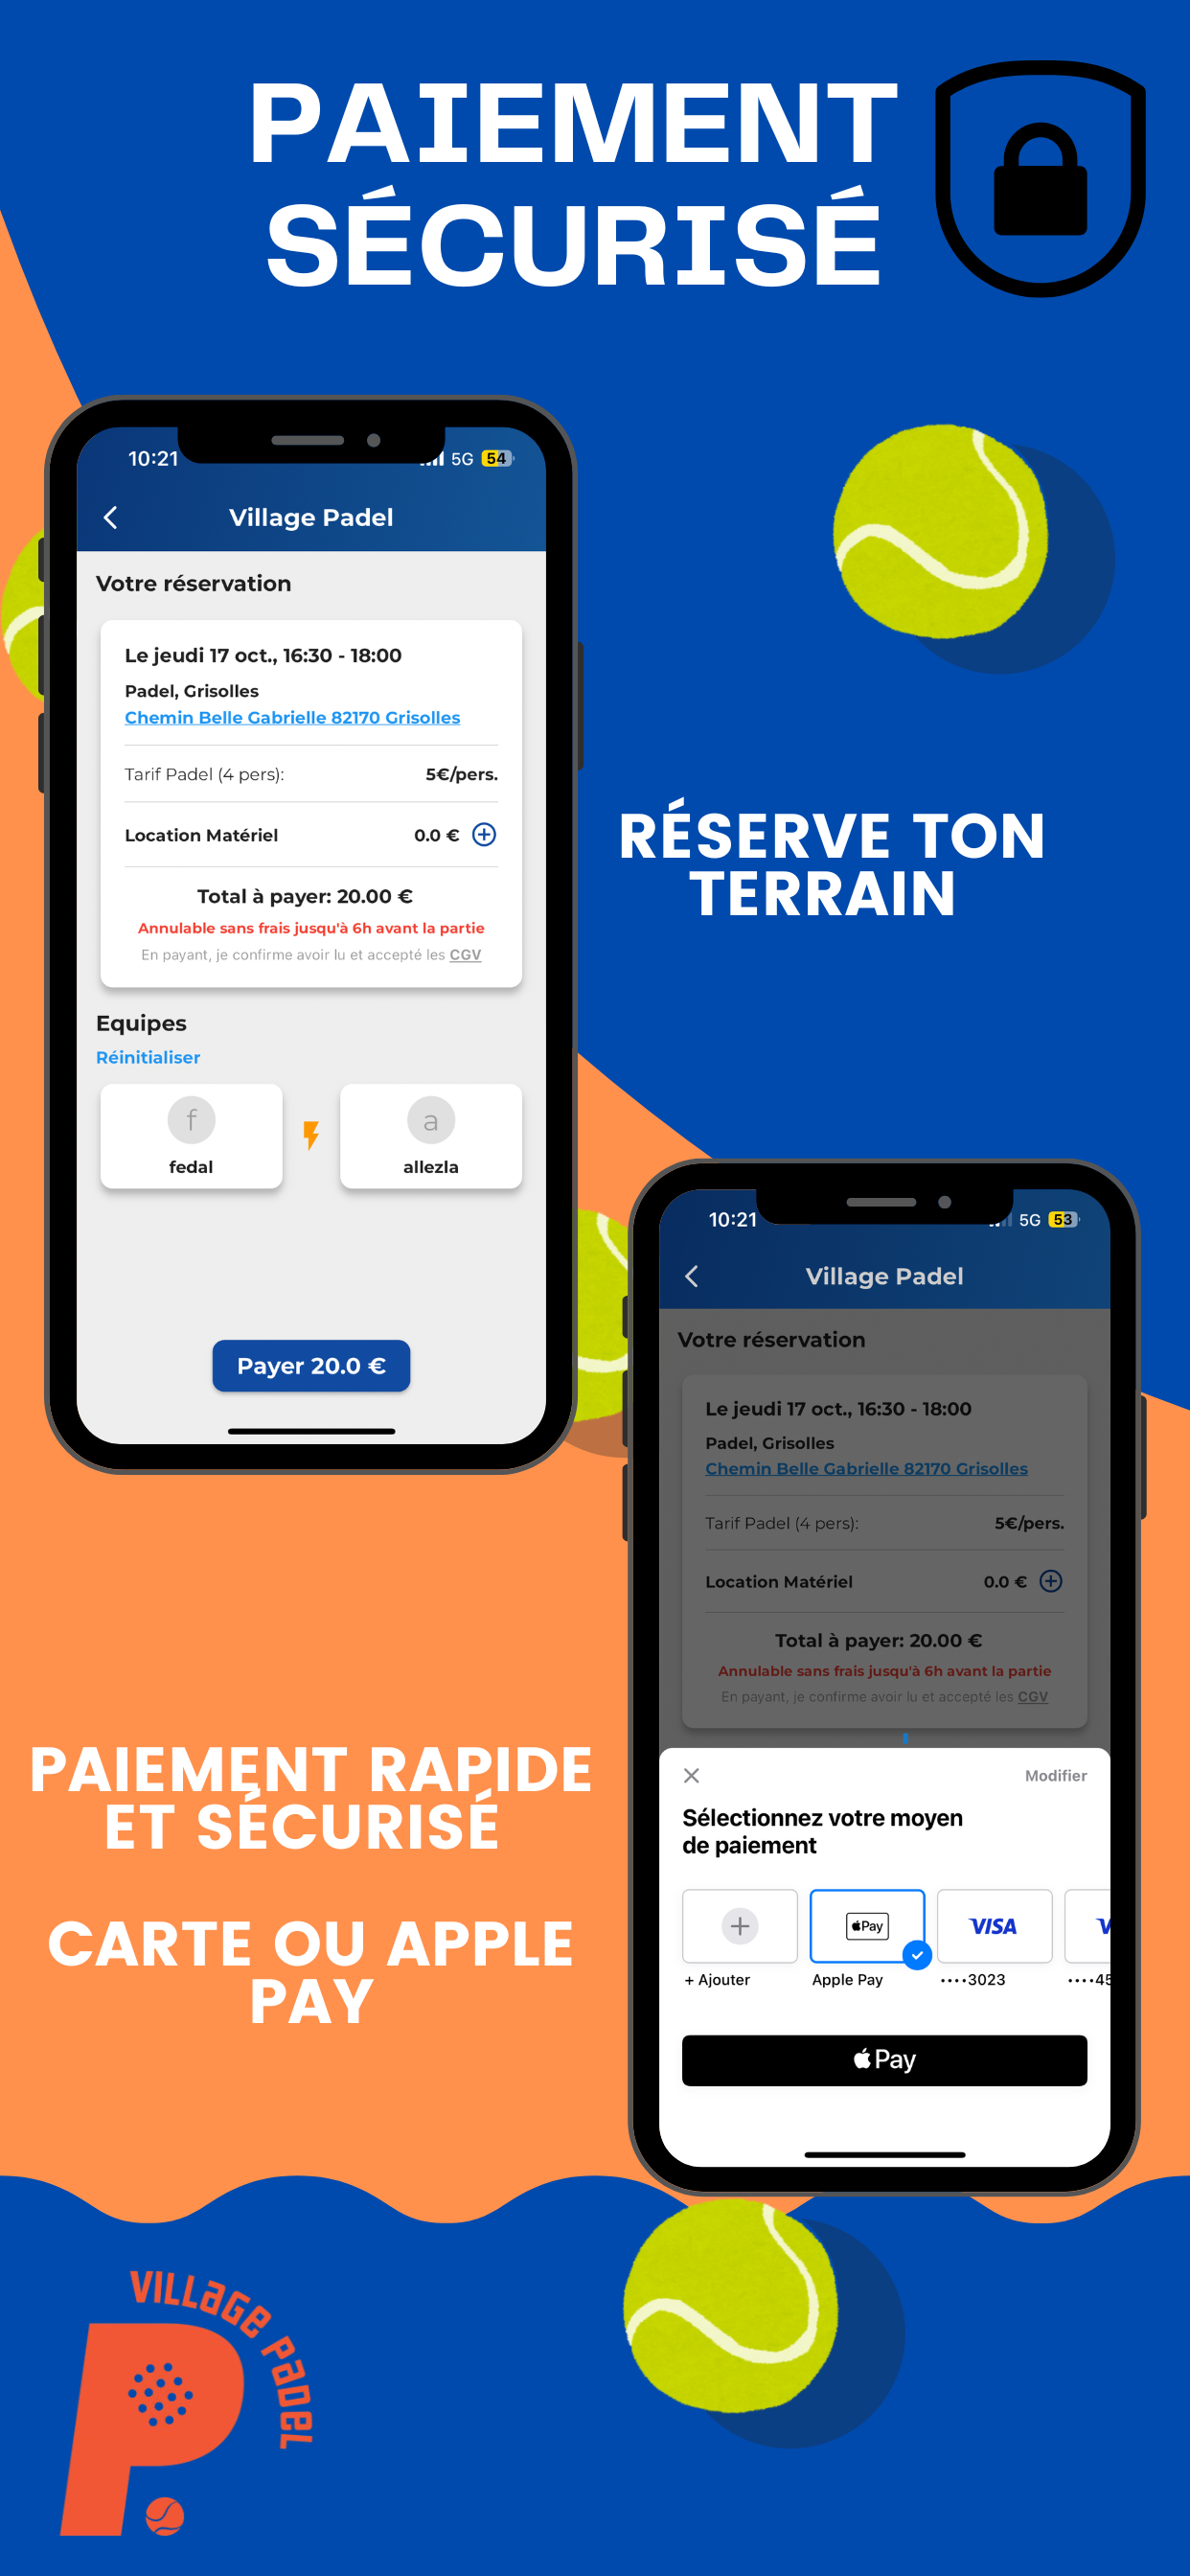 PAIEMENT
SÉCURISÉ
10:21 5G 54
Village Padel
Votre réservation
Le jeudi 17 oct., 16:30 - 18:00
Padel, Grisolles
Chemin Belle Gabrielle 82170 Grisolles
Tarif Padel (4 pers): 5€/pers.
Location Matériel 0.0 €
Total à payer: 20.00 €
Annulable sans frais jusqu'à 6h avant la partie
En payant, je confirme avoir lu et accepté les CGV
Equipes
Réinitialiser
f a
fedal allezla
Payer 20.0 €
RÉSERVE TON
TERRAIN
10:21 5G 53
Village Padel
Votre réservation
Le jeudi 17 oct., 16:30 - 18:00
Padel, Grisolles
Chemin Belle Gabrielle 82170 Grisolles
Tarif Padel (4 pers): 5€/pers.
Location Matériel 0.0 €
Total à payer: 20.00 €
Annulable sans frais jusqu'à 6h avant la partie
En payant, je confirme avoir lu et accepté les CGV
Modifier
Sélectionnez votre moyen
de paiement
Pay VISA V
+ Ajouter Apple Pay ••••3023 ••••45
Pay
PAIEMENT RAPIDE
ET SÉCURISÉ
CARTE OU APPLE
PAY
VILLAGE PADEL
P